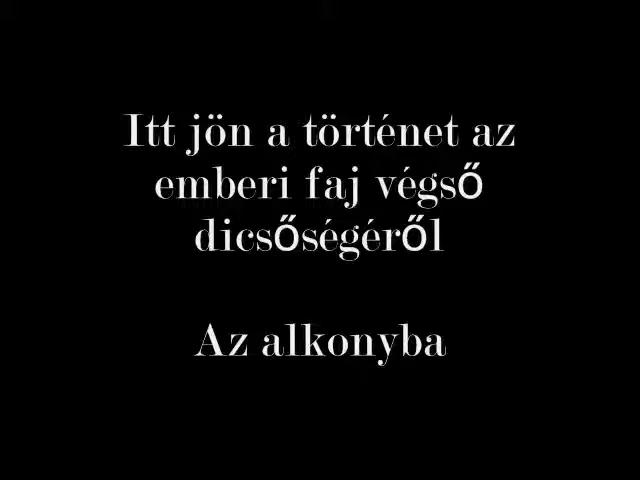 Itt jön a történet az
emberi faj végső
dicsőségéről
Az alkonyba